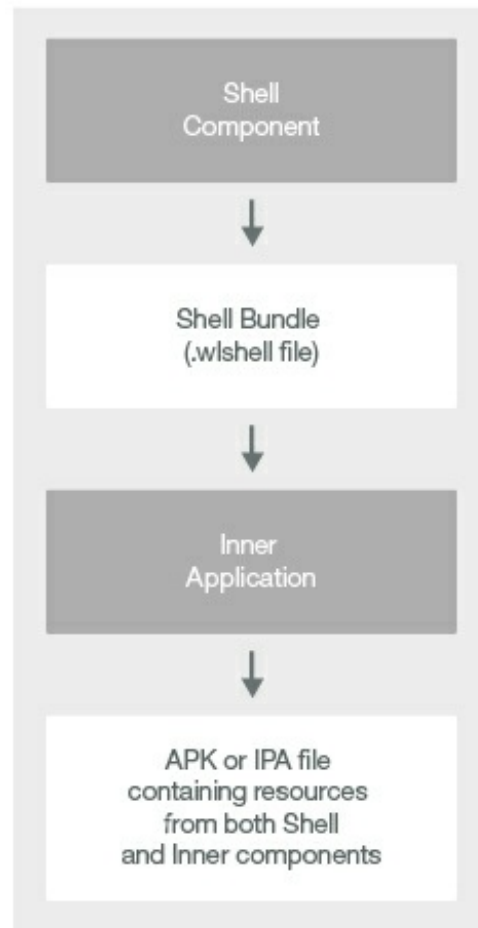 Shell
Component
Shell Bundle
(.wlshell file)
Inner
Application
APK or IPA file
containing resources
from both Shell
and Inner components